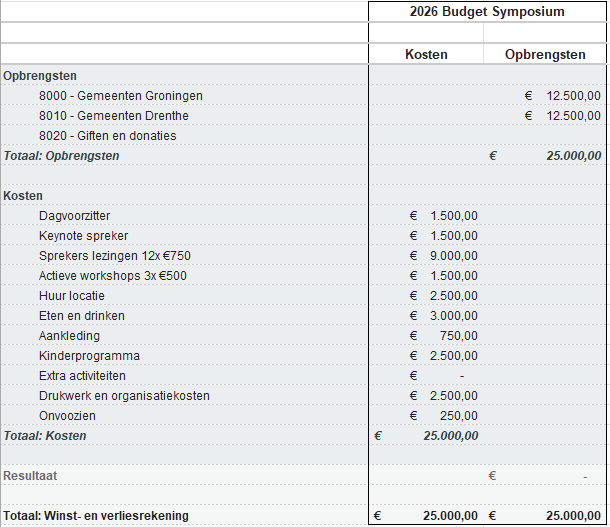 2026 Budget Symposium
Kosten Opbrengsten
Opbrengsten
8000 - Gemeenten Groningen € 12.500,00
8010 - Gemeenten Drenthe € 12.500,00
8020 - Giften en donaties
Totaal: Opbrengsten € 25.000,00
Kosten
Dagvoorzitter € 1.500,00
Keynote spreker € 1.500,00
Sprekers lezingen 12x €750 € 9.000,00
Actieve workshops 3x €500 € 1.500,00
Huur locatie € 2.500,00
Eten en drinken € 3.000,00
Aankleding € 750,00
Kinderprogramma € 2.500,00
Extra activiteiten € -
Drukwerk en organisatiekosten € 2.500,00
Onvoozien € 250,00
Totaal: Kosten € 25.000,00
Resultaat € -
Totaal: Winst- en verliesrekening € 25.000,00 € 25.000,00